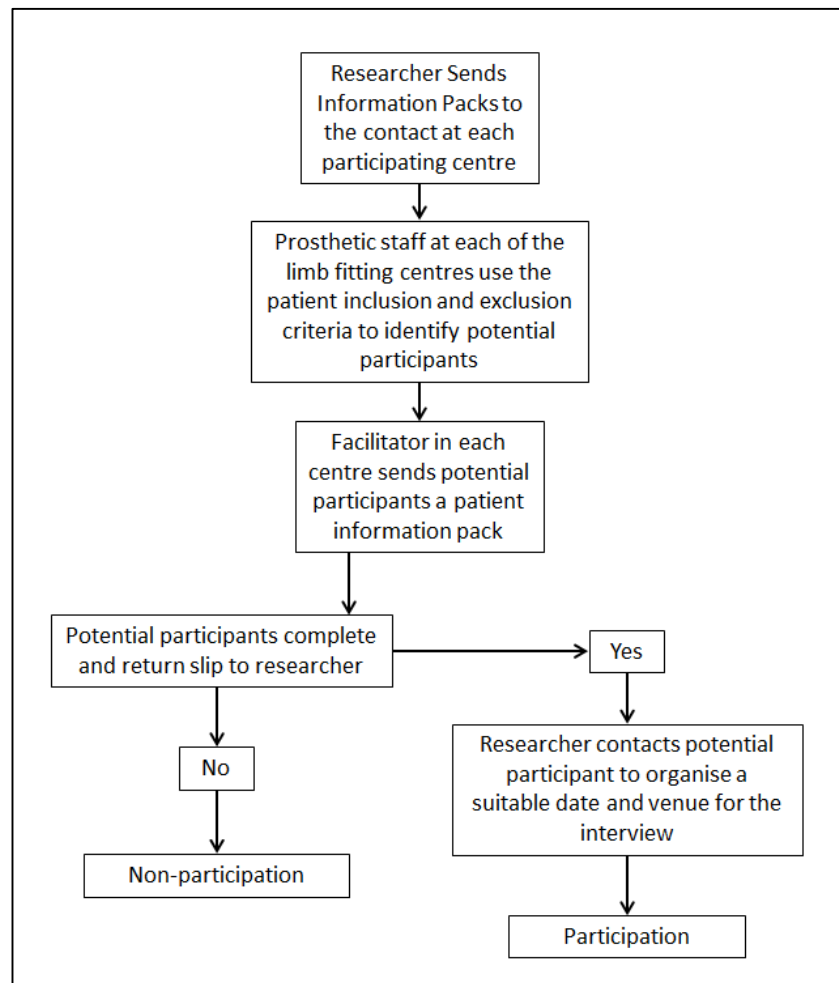 Researcher Sends
Information Packs to
the contact at each
participating centre
Prosthetic staff at each of the
limb fitting centres use the
patient inclusion and exclusion
criteria to identify potential
participants
Facilitator in each
centre sends potential
participants a patient
information pack
Potential participants complete
and return slip to researcher
Yes
No
Researcher contacts potential
participant to organise a
suitable date and venue for the
interview
Non-participation
Participation